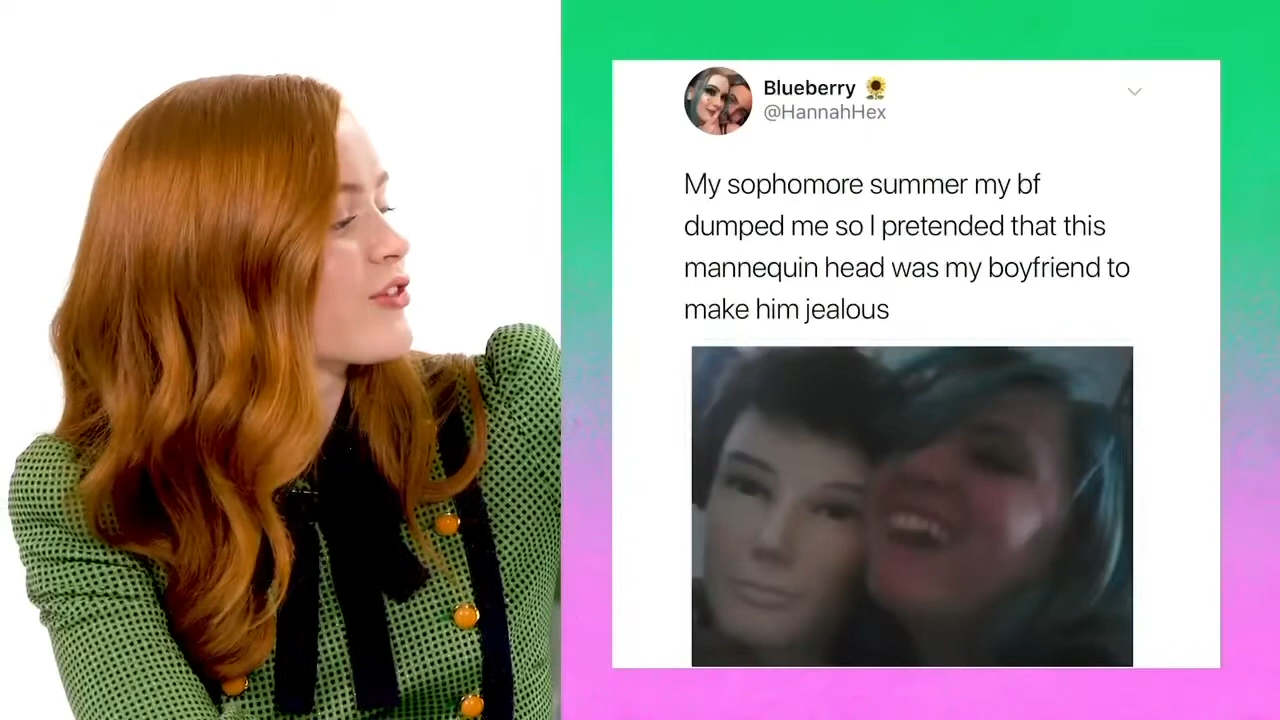 Blueberry 🌻
@HannahHex
My sophomore summer my bf
dumped me so I pretended that this
mannequin head was my boyfriend to
make him jealous